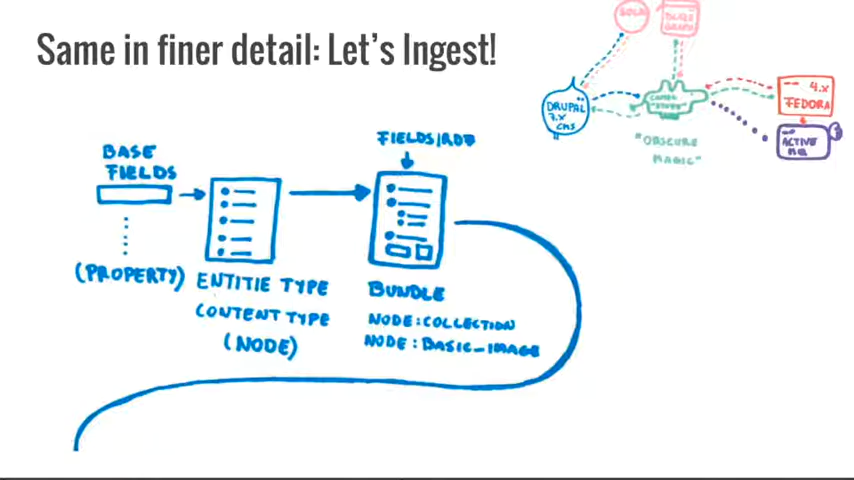 Same in finer detail: Let's Ingest!
SOLR
DRUPAL
7.x
CMS
4.x
FEDORA
"OBSCURE
MAGIC"
ACTIVE
MQ
BASE
FIELDS
(PROPERTY)
ENTITIE TYPE
CONTENT TYPE
(NODE)
FIELDS/RDF
BUNDLE
NODE:COLLECTION
NODE:BASIC_IMAGE